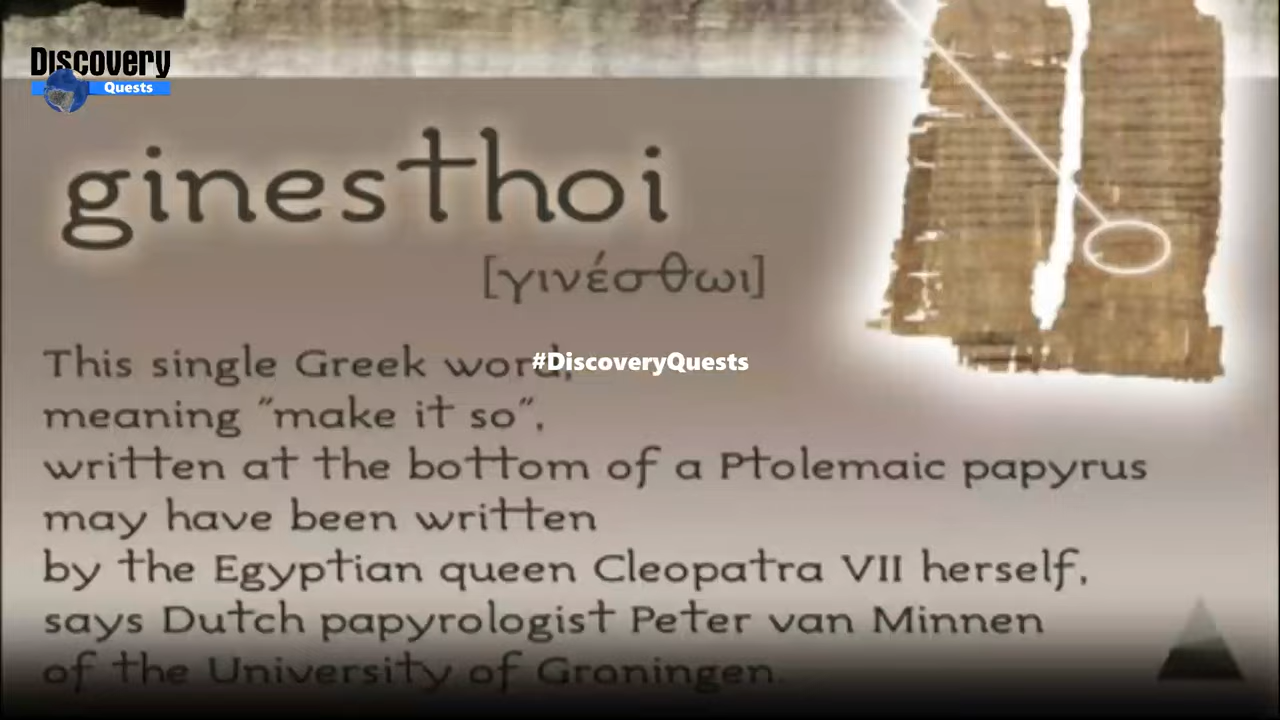 Discovery
Quests
ginesthoi
[γινέσθωι]
This single Greek word,
#DiscoveryQuests
meaning "make it so",
written at the bottom of a Ptolemaic papyrus
may have been written
by the Egyptian queen Cleopatra VII herself,
says Dutch papyrologist Peter van Minnen
of the University of Groningen.